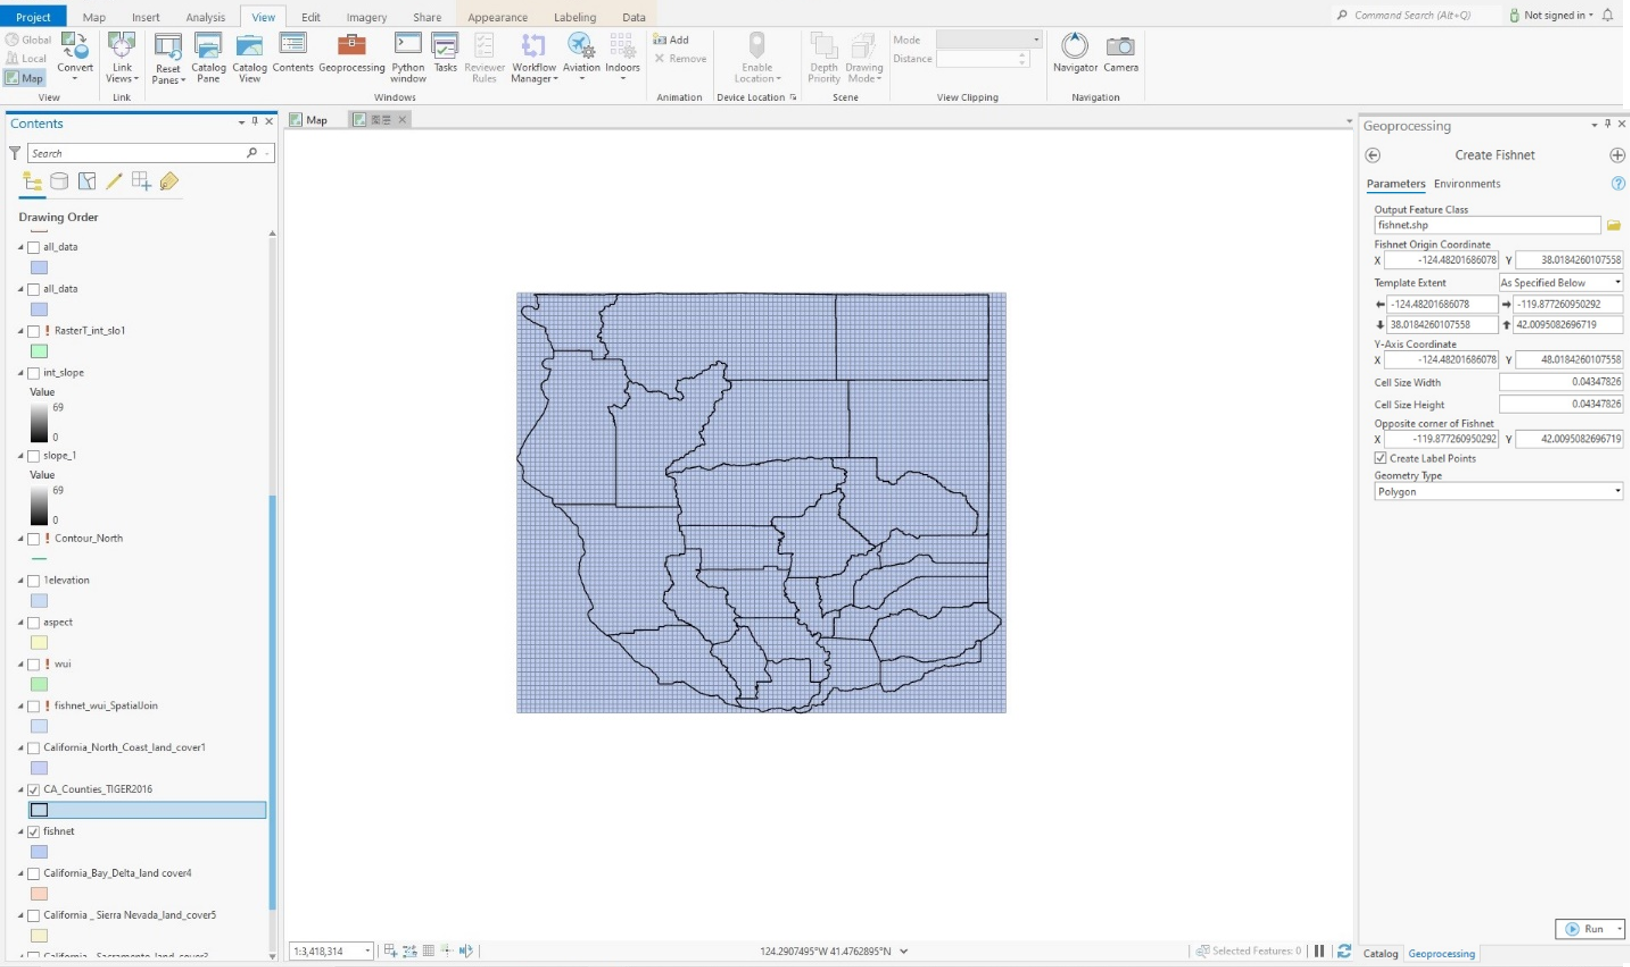 Project Map Insert Analysis View Edit Imagery Share Appearance Labeling Data Command Search (Alt+Q) Not signed in
Global
Local
Map
Convert
Link Views
Reset Panes
Catalog Pane
Catalog View
Contents
Geoprocessing
Python window
Tasks
Reviewer Rules
Workflow Manager
Aviation
Indoors
Add
Remove
Enable Location
Depth Priority
Drawing Mode
Mode
Distance
Navigator
Camera
View Link Windows Animation Device Location Scene View Clipping Navigation
Contents
Search
Drawing Order
all_data
all_data
! RasterT_int_slo1
int_slope
Value
69
0
slope_1
Value
69
0
! Contour_North
1elevation
aspect
! wui
! fishnet_wui_SpatialJoin
California_North_Coast_land_cover1
CA_Counties_TIGER2016
fishnet
California_Bay_Delta_land cover4
California _ Sierra Nevada_land_cover5
California_ Sacramento_land_cover3
Map 图层
1:3,418,314
124.2907495°W 41.4762895°N
Selected Features: 0
Geoprocessing
Create Fishnet
Parameters Environments
Output Feature Class
fishnet.shp
Fishnet Origin Coordinate
X -124.48201686078 Y 38.0184260107558
Template Extent As Specified Below
-124.48201686078 -119.877260950292
38.0184260107558 42.0095082696719
Y-Axis Coordinate
X -124.48201686078 Y 48.0184260107558
Cell Size Width 0.04347826
Cell Size Height 0.04347826
Opposite corner of Fishnet
X -119.877260950292 Y 42.0095082696719
Create Label Points
Geometry Type
Polygon
Run
Catalog Geoprocessing